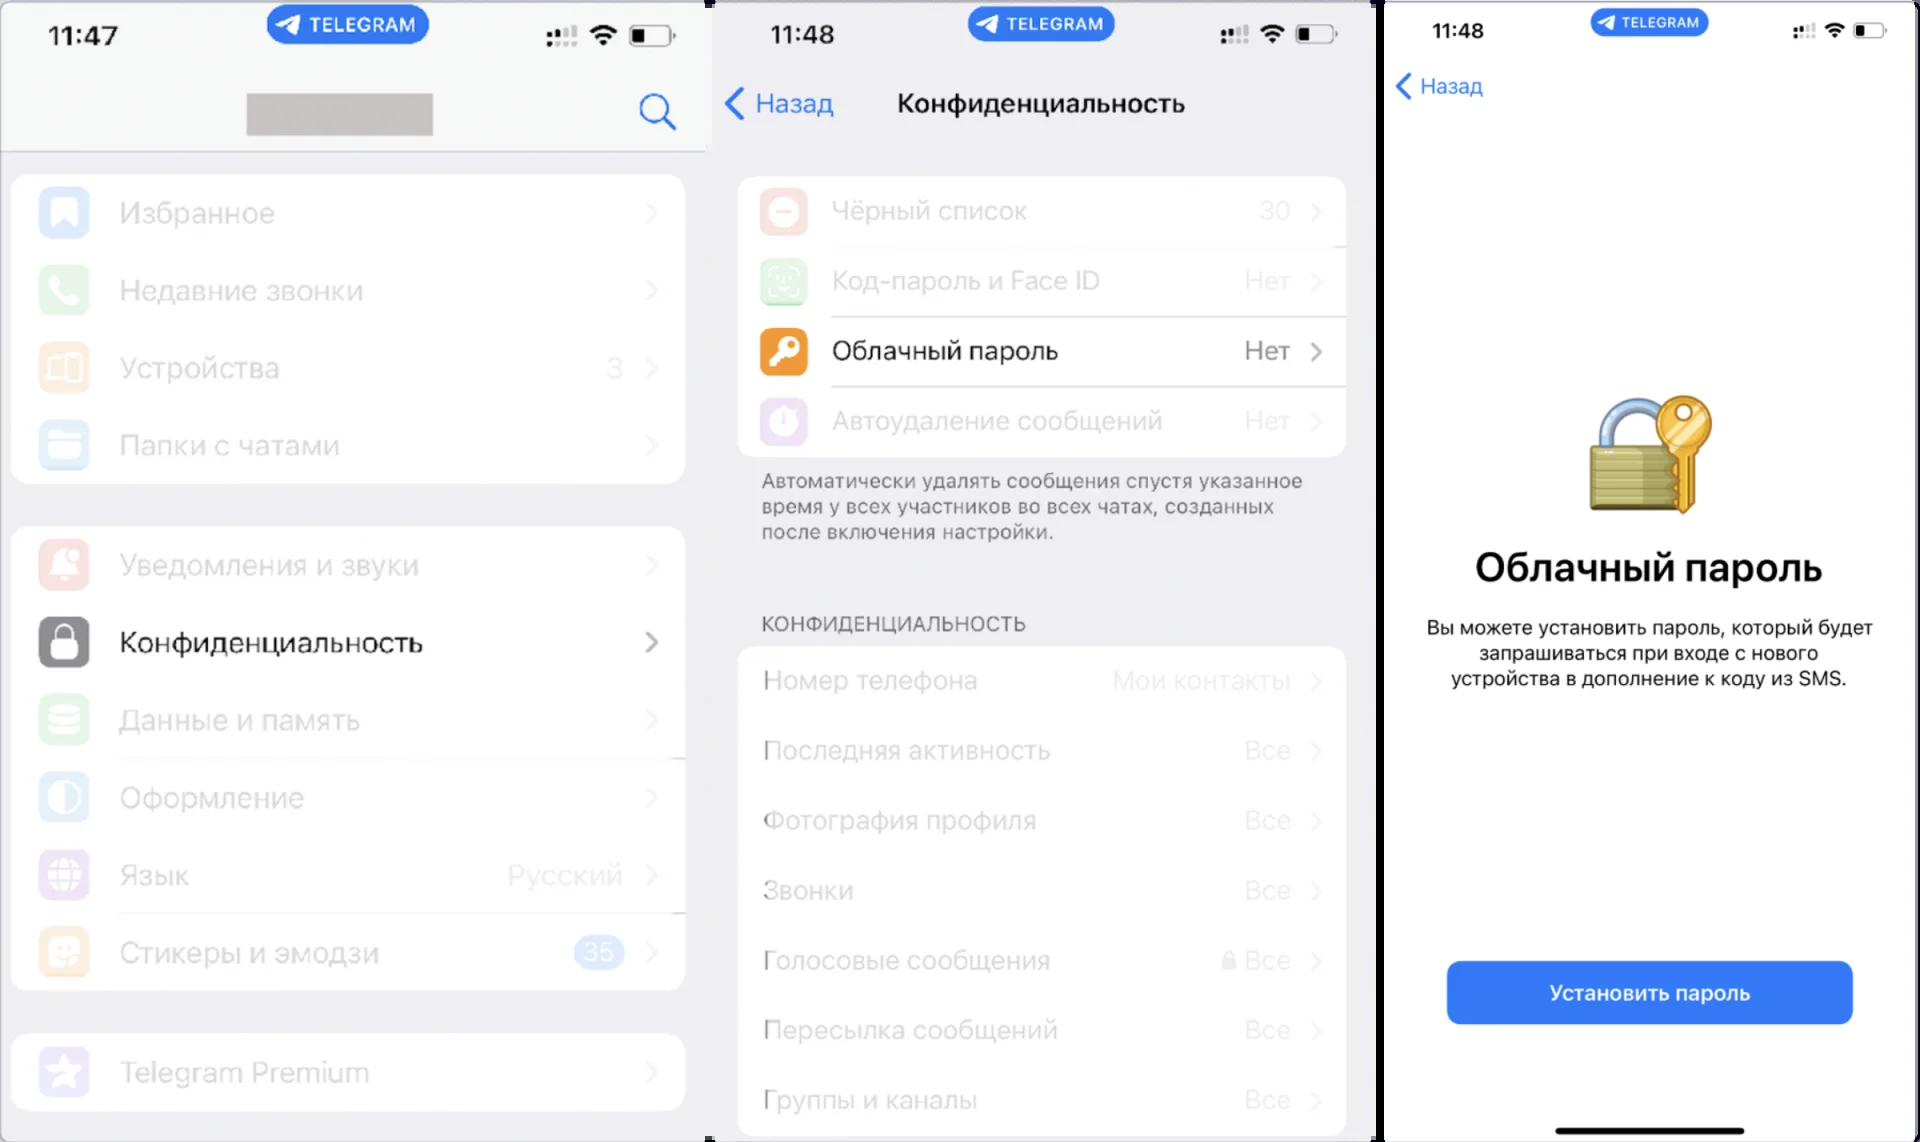 11:47
TELEGRAM
Избранное
Недавние звонки
Устройства 3
Папки с чатами
Уведомления и звуки
Конфиденциальность
Данные и память
Оформление
Язык Русский
Стикеры и эмодзи 35
Telegram Premium
11:48
TELEGRAM
Назад Конфиденциальность
Чёрный список 30
Код-пароль и Face ID Нет
Облачный пароль Нет
Автоудаление сообщений Нет
Автоматически удалять сообщения спустя указанное
время у всех участников во всех чатах, созданных
после включения настройки.
КОНФИДЕНЦИАЛЬНОСТЬ
Номер телефона Мои контакты
Последняя активность Все
Фотография профиля Все
Звонки Все
Голосовые сообщения Все
Пересылка сообщений Все
Группы и каналы Все
11:48
TELEGRAM
Назад
Облачный пароль
Вы можете установить пароль, который будет
запрашиваться при входе с нового
устройства в дополнение к коду из SMS.
Установить пароль